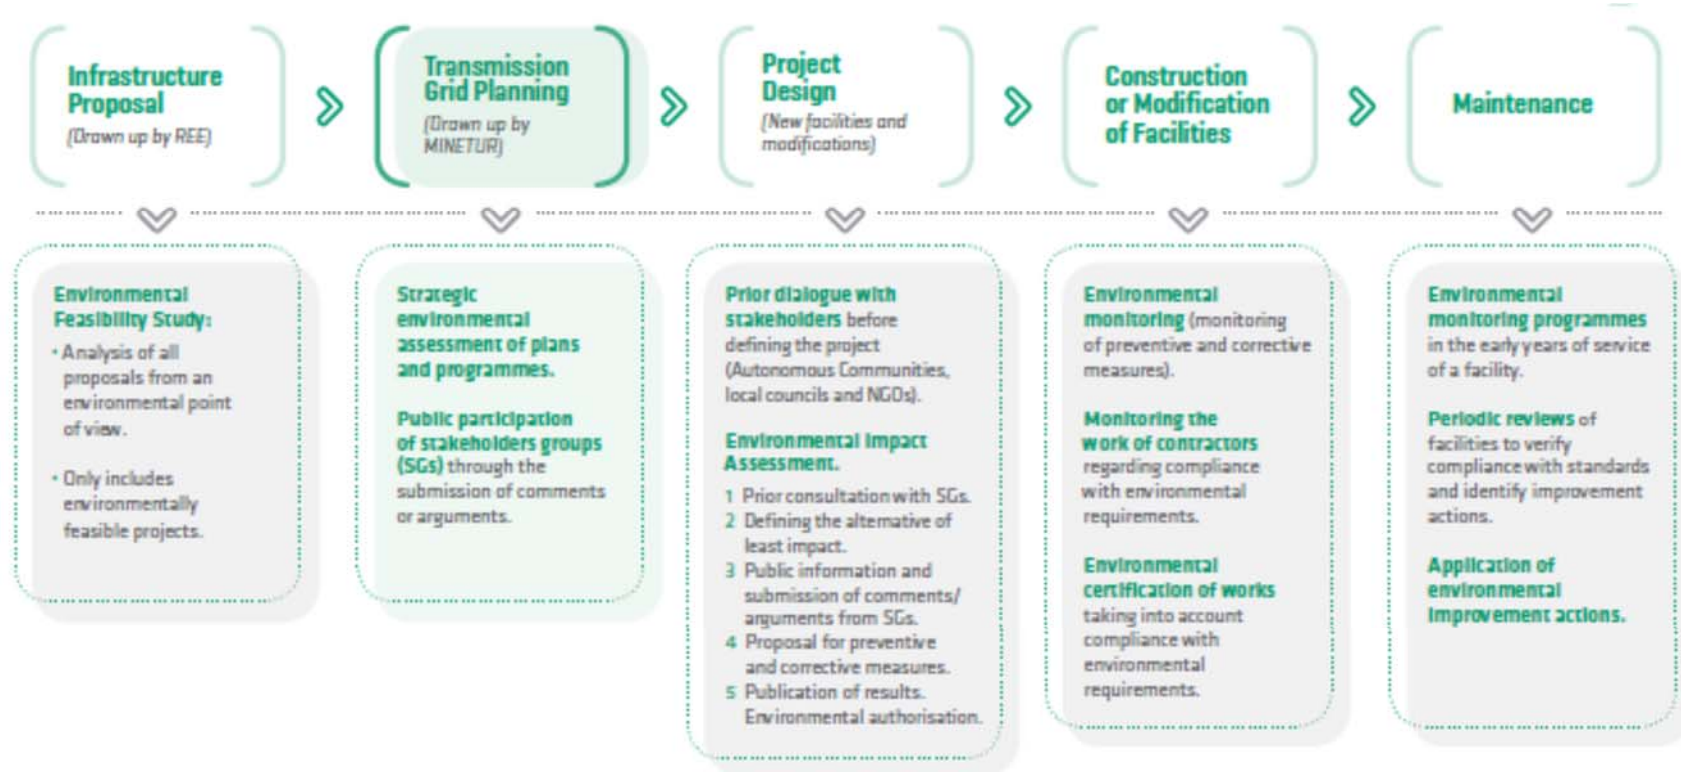 Infrastructure
Proposal
(Drawn up by REE)
Transmission
Grid Planning
(Drawn up by
MINETUR)
Project
Design
(New facilities and
modifications)
Construction
or Modification
of Facilities
Maintenance
Environmental
Feasibility Study:
• Analysis of all
proposals from an
environmental point
of view.
• Only includes
environmentally
feasible projects.
Strategic
environmental
assessment of plans
and programmes.
Public participation
of stakeholders groups
(SGs) through the
submission of comments
or arguments.
Prior dialogue with
stakeholders before
defining the project
(Autonomous Communities,
local councils and NGOs).
Environmental Impact
Assessment.
1 Prior consultation with SGs.
2 Defining the alternative of
least impact.
3 Public information and
submission of comments/
arguments from SGs.
4 Proposal for preventive
and corrective measures.
5 Publication of results.
Environmental authorisation.
Environmental
monitoring (monitoring
of preventive and corrective
measures).
Monitoring the
work of contractors
regarding compliance
with environmental
requirements.
Environmental
certification of works
taking into account
compliance with
environmental
requirements.
Environmental
monitoring programmes
in the early years of service
of a facility.
Periodic reviews of
facilities to verify
compliance with standards
and identify improvement
actions.
Application of
environmental
improvement actions.